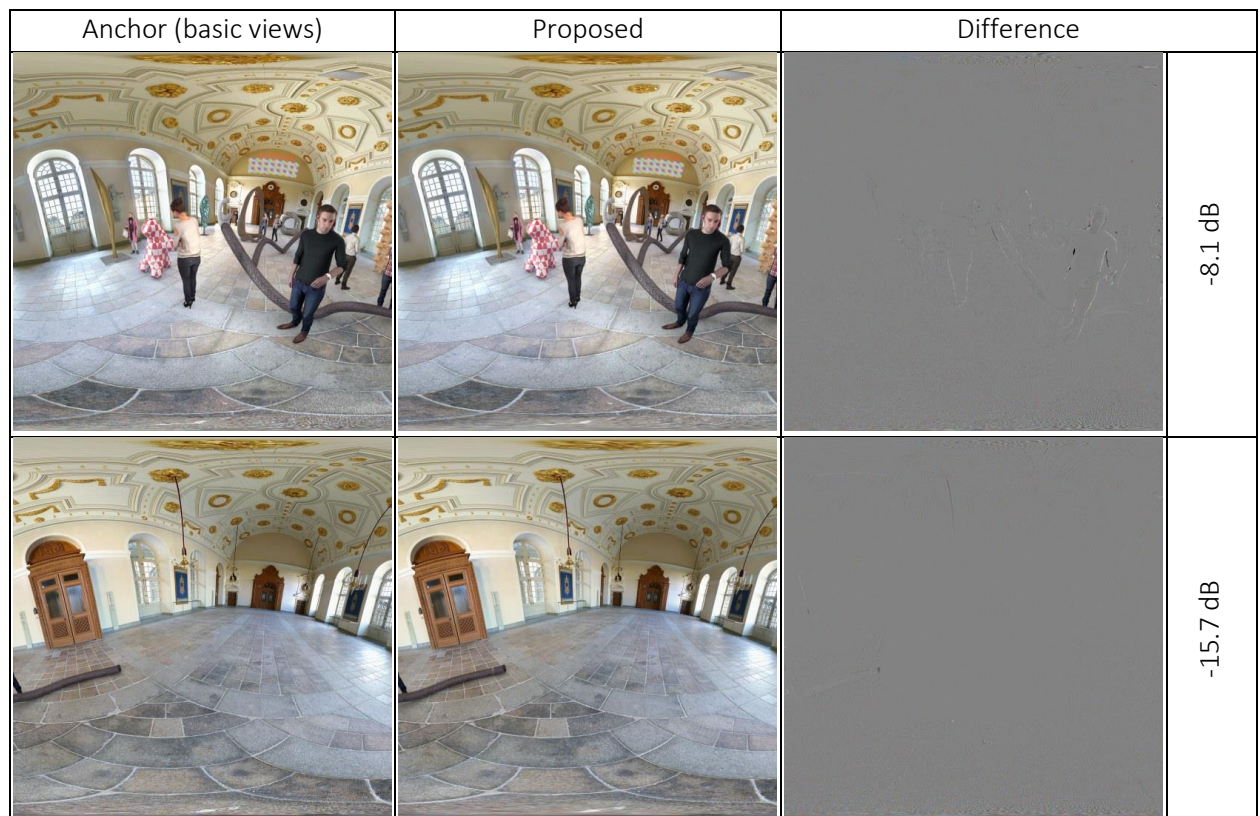 Anchor (basic views)
Proposed
Difference
-8.1 dB
-15.7 dB